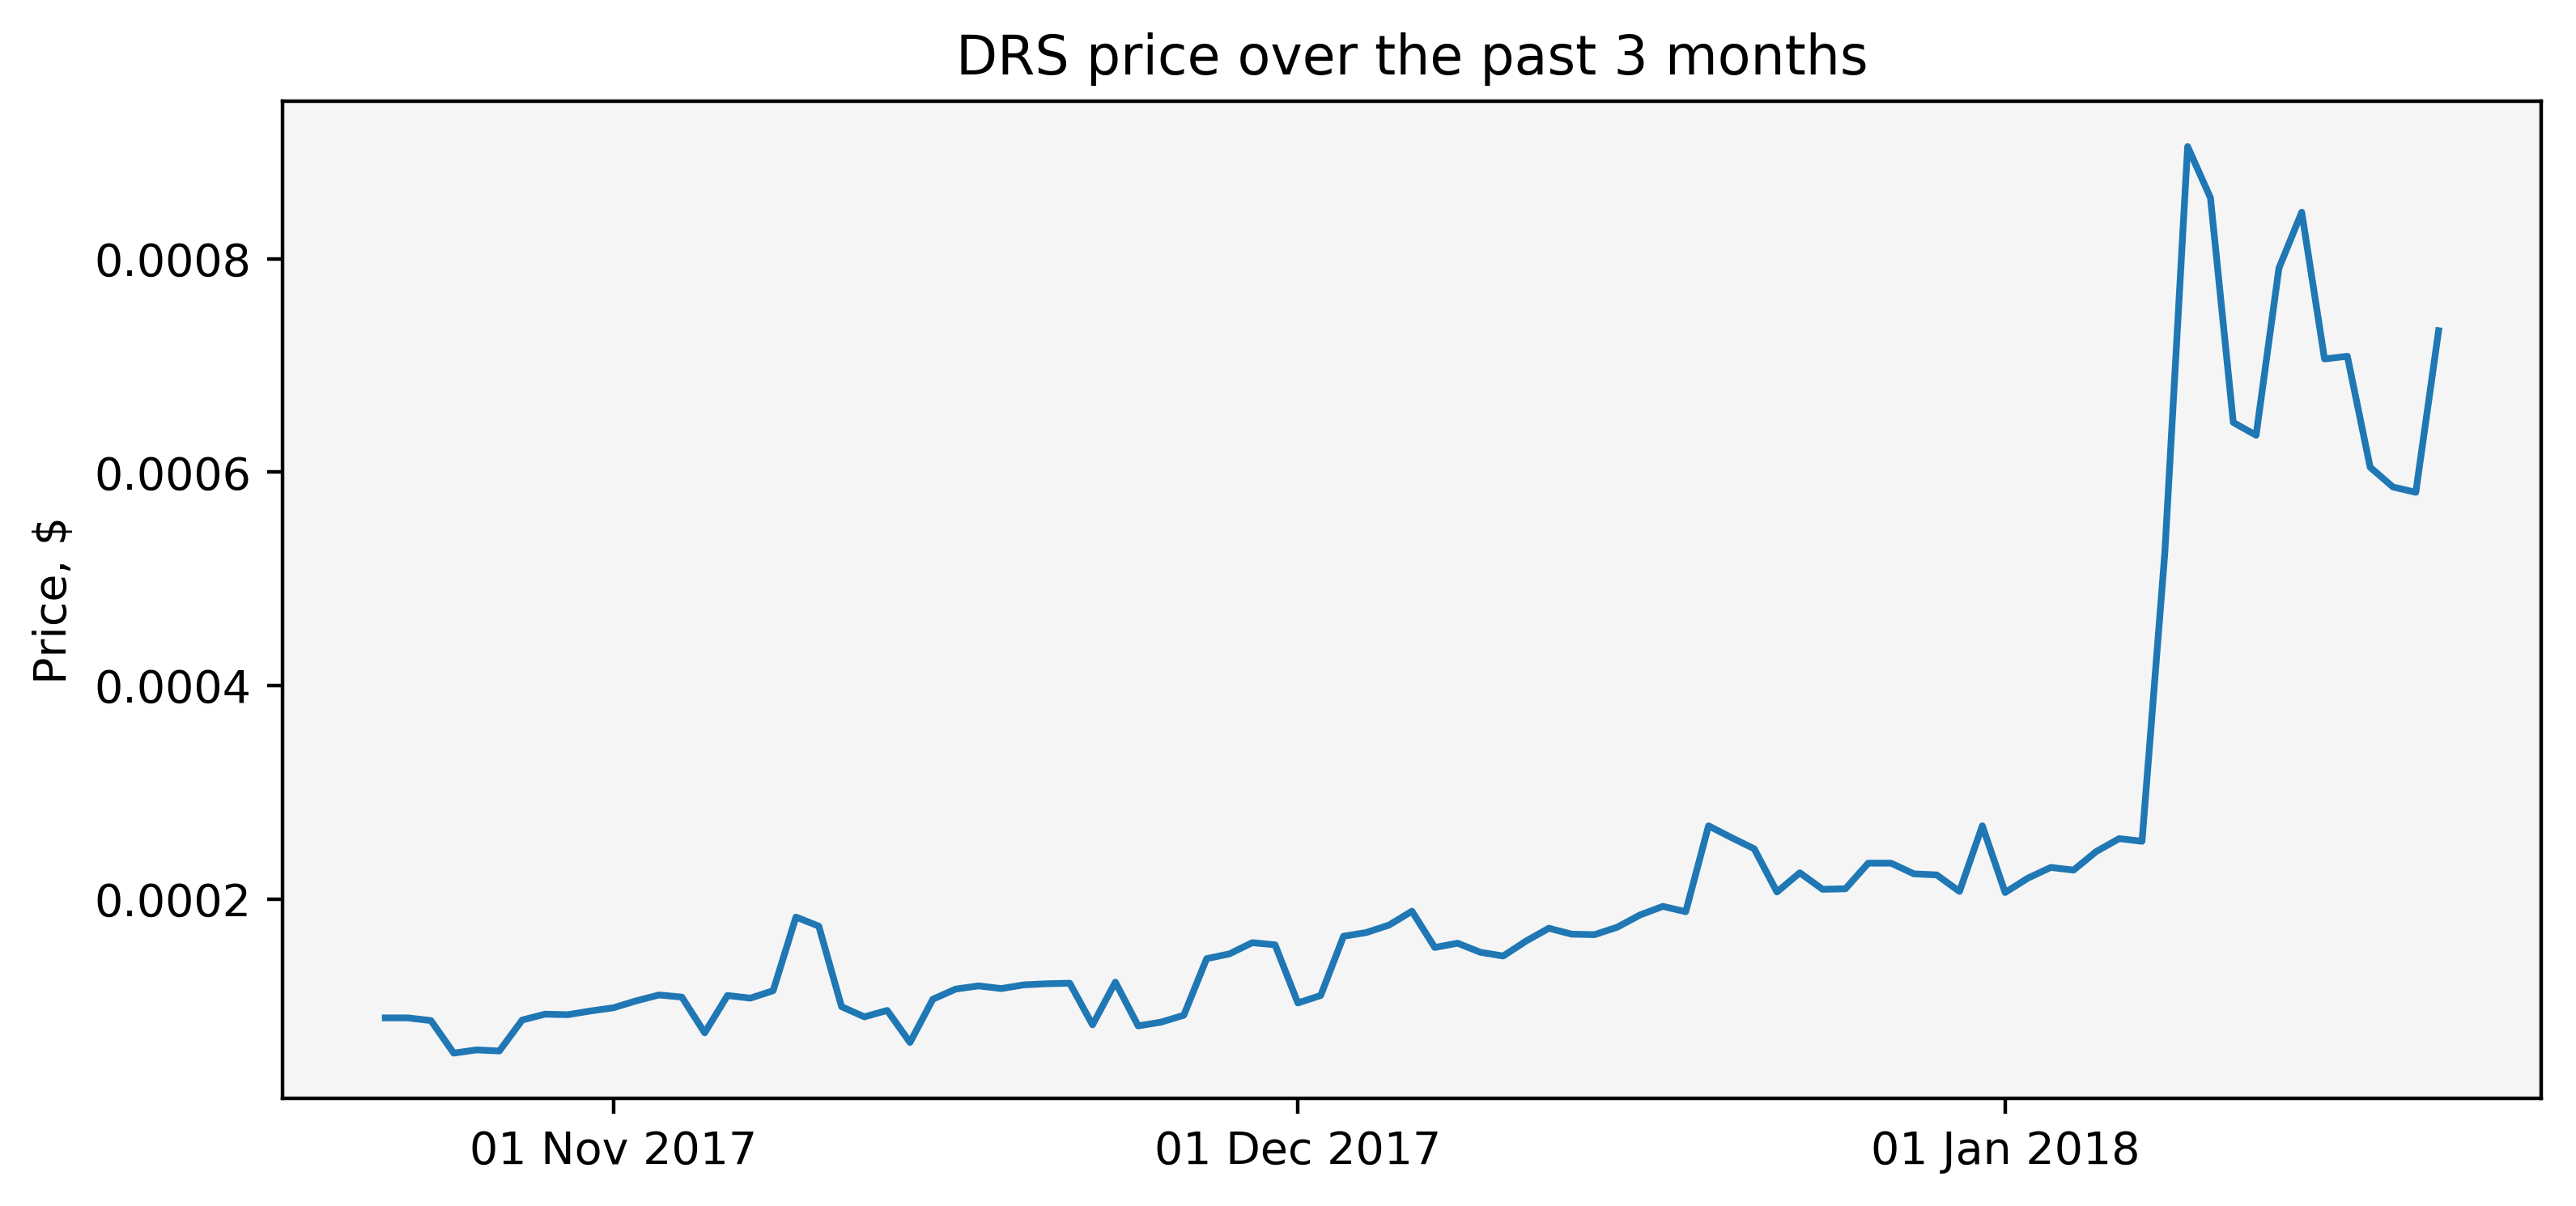 DRS price over the past 3 months
Price, $
0.0008
0.0006
0.0004
0.0002
01 Nov 2017
01 Dec 2017
01 Jan 2018